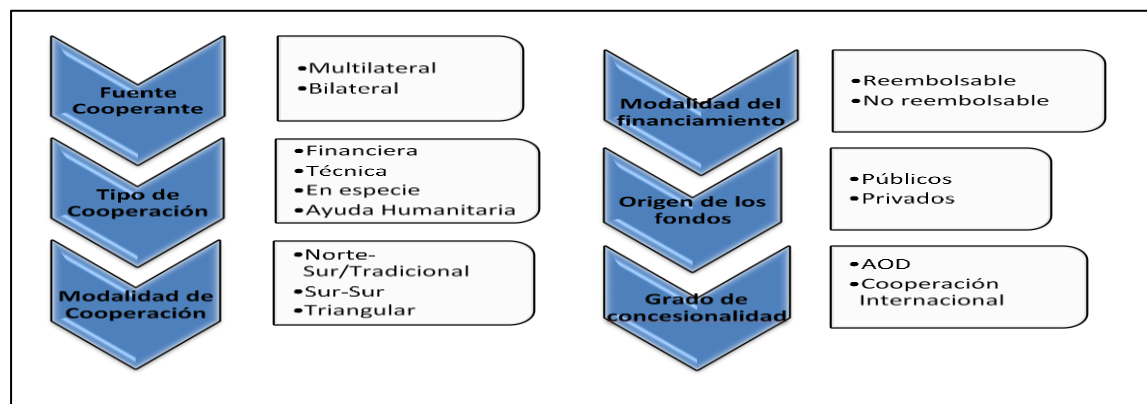 Fuente
Cooperante
•Multilateral
•Bilateral
Tipo de
Cooperación
•Financiera
•Técnica
•En especie
•Ayuda Humanitaria
Modalidad de
Cooperación
•Norte-
Sur/Tradicional
•Sur-Sur
•Triangular
Modalidad del
financiamiento
•Reembolsable
•No reembolsable
Origen de los
fondos
•Públicos
•Privados
Grado de
concesionalidad
•AOD
•Cooperación
Internacional